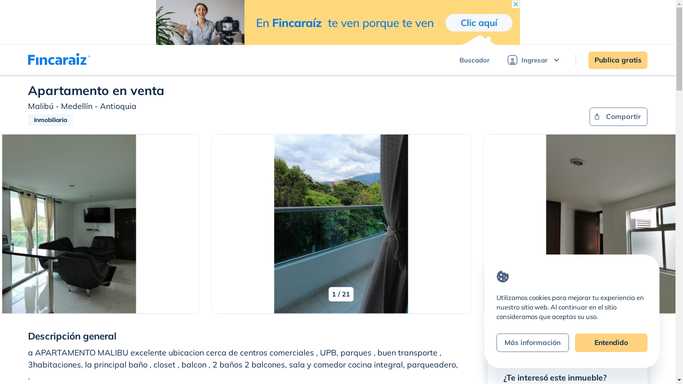 En Fincaraíz te ven porque te ven
Clic aquí
Fincaraiz
Buscador
Ingresar
Publica gratis
Apartamento en venta
Malibú - Medellín - Antioquia
Inmobiliaria
Compartir
1 / 21
Utilizamos cookies para mejorar tu experiencia en
nuestro sitio web. Al continuar en el sitio
consideramos que aceptas su uso.
Más información
Entendido
Descripción general
a APARTAMENTO MALIBU excelente ubicacion cerca de centros comerciales , UPB, parques , buen transporte ,
3habitaciones. la principal baño , closet , balcon , 2 baños 2 balcones, sala y comedor cocina integral, parqueadero,
.
¿Te interesó este inmueble?